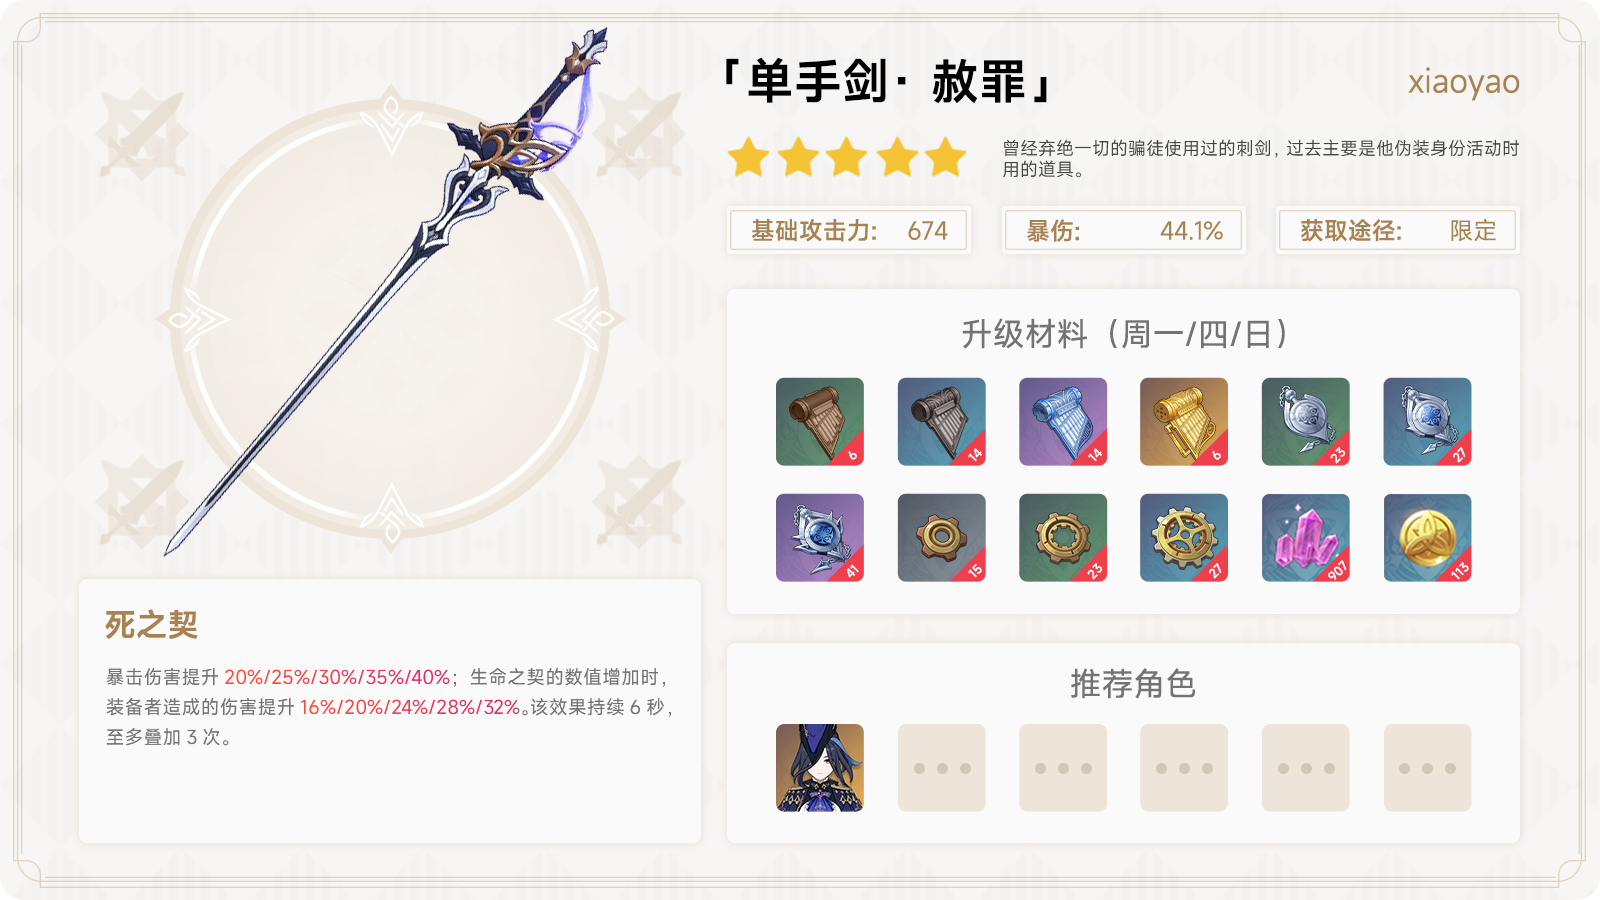 「单手剑· 赦罪」
xiaoyao
曾经弃绝一切的骗徒使用过的刺剑，过去主要是他伪装身份活动时
用的道具。
基础攻击力: 674
暴伤: 44.1%
获取途径: 限定
升级材料（周一/四/日）
6 14 14 6 23 27
41 15 23 27 907 113
死之契
暴击伤害提升 20%/25%/30%/35%/40%；生命之契的数值增加时，
装备者造成的伤害提升 16%/20%/24%/28%/32%。该效果持续 6 秒，
至多叠加 3 次。
推荐角色